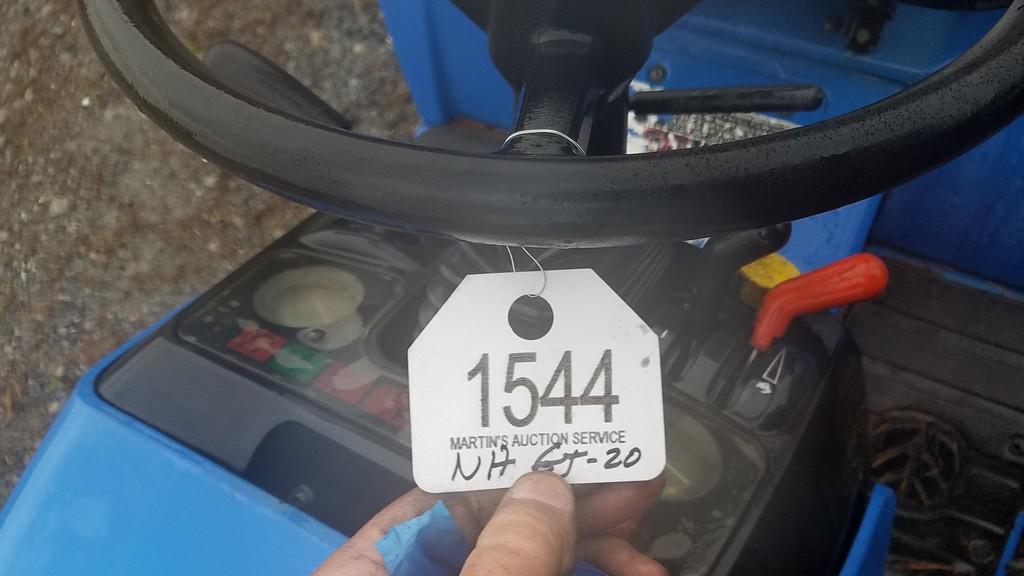 1544
MARTIN'S AUCTION SERVICE
NH GT-20